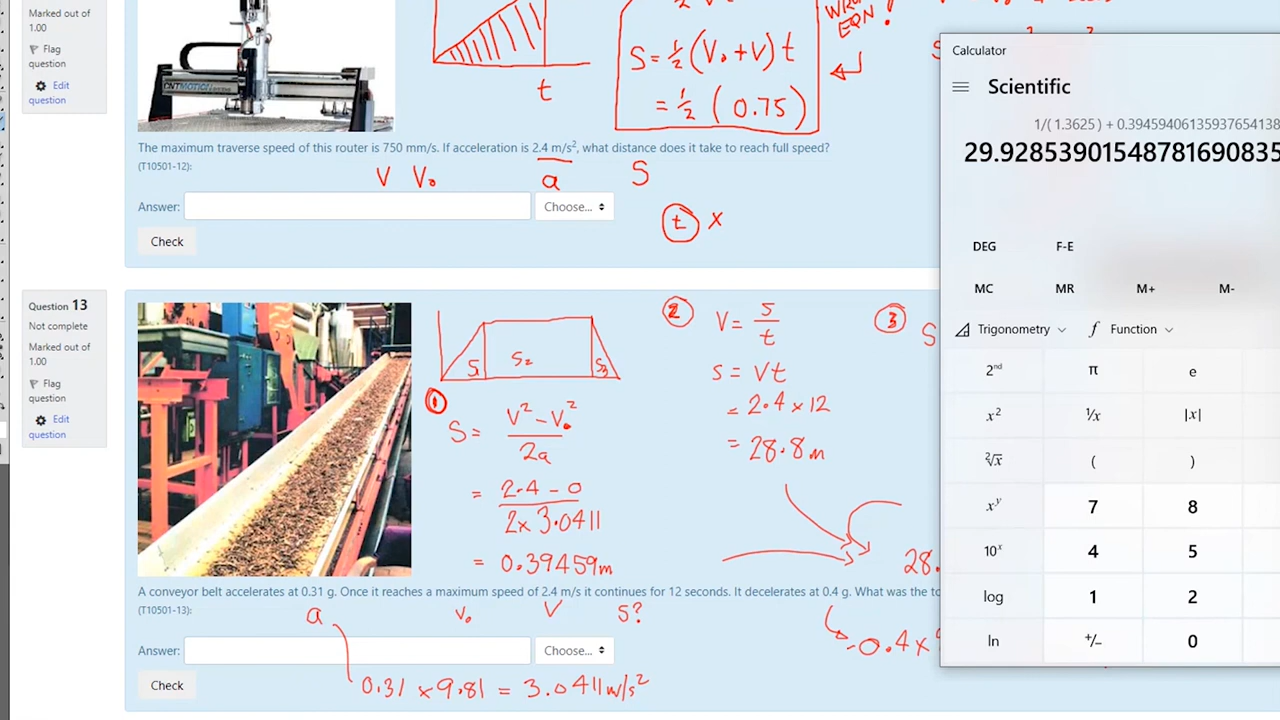 Marked out of
1.00
Flag
question
Edit
question
CNTMOTION
t
S = ½ (V₀ + V) t
= ½ ( 0.75 )
EQN !
The maximum traverse speed of this router is 750 mm/s. If acceleration is 2.4 m/s², what distance does it take to reach full speed?
(T10501-12):
V V₀ a S
Answer: Choose...
t x
Check
Question 13
Not complete
Marked out of
1.00
Flag
question
Edit
question
S₁ S₂ S3
①
S = V² - V₀² / 2a
= 2.4 - 0 / 2x 3.0411
= 0.39459m
②
V = s / t
s = Vt
= 2.4 x 12
= 28.8m
③
S
28.
A conveyor belt accelerates at 0.31 g. Once it reaches a maximum speed of 2.4 m/s it continues for 12 seconds. It decelerates at 0.4 g. What was the to
(T10501-13):
a V₀ V S?
-0.4 x
Answer: Choose...
Check
0.31 x 9.81 = 3.0411m/s²
Calculator
Scientific
1/( 1.3625 ) + 0.3945940613593765413
29.92853901548781690835
DEG F-E
MC MR M+ M-
Trigonometry Function
2nd π e
x² ¹/x |x|
²√x ( )
xʸ 7 8
10ˣ 4 5
log 1 2
ln +/- 0